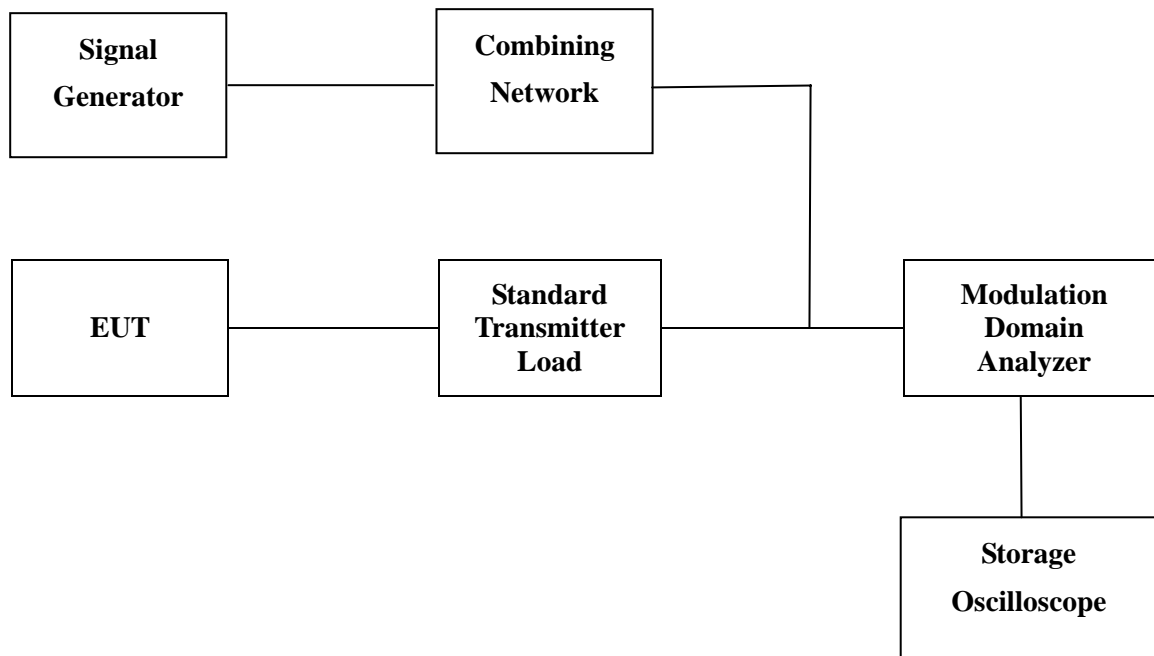 Signal
Generator
Combining
Network
EUT
Standard
Transmitter
Load
Modulation
Domain
Analyzer
Storage
Oscilloscope